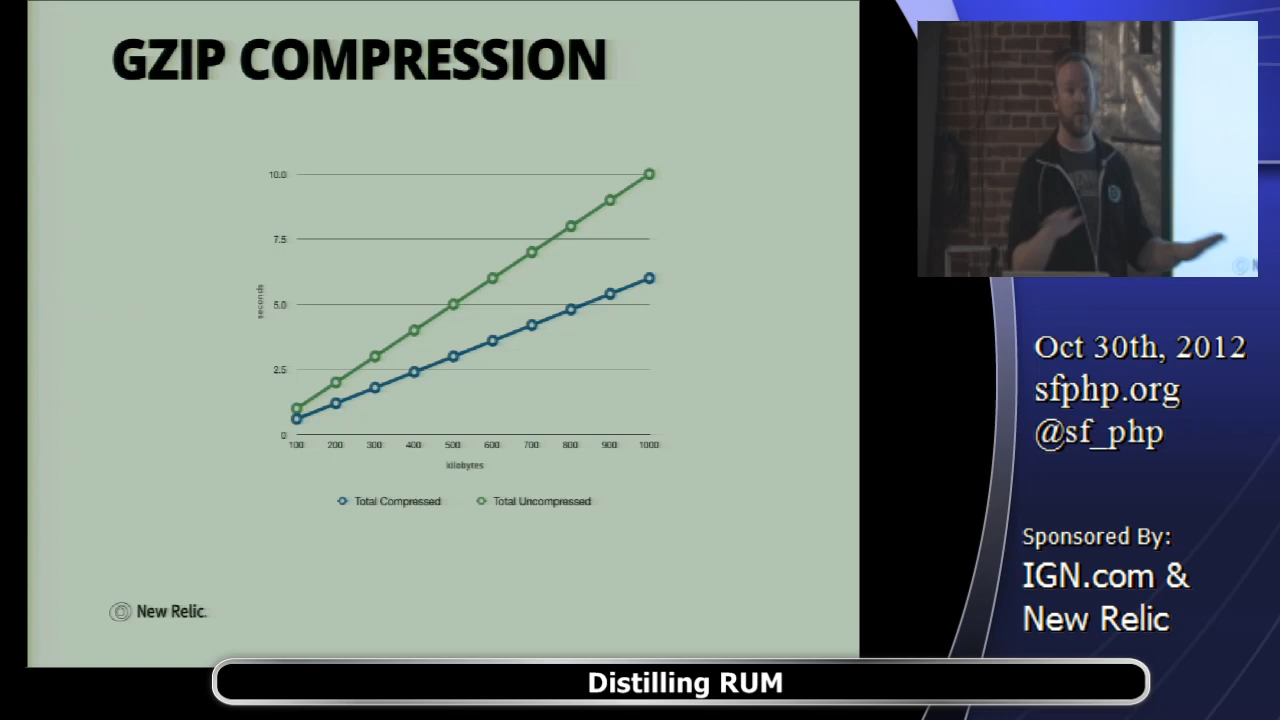 GZIP COMPRESSION
10.0
7.5
5.0
2.5
0
seconds
100 200 300 400 500 600 700 800 900 1000
kilobytes
Total Compressed Total Uncompressed
New Relic.
Oct 30th, 2012
sfphp.org
@sf_php
Sponsored By:
IGN.com &
New Relic
Distilling RUM